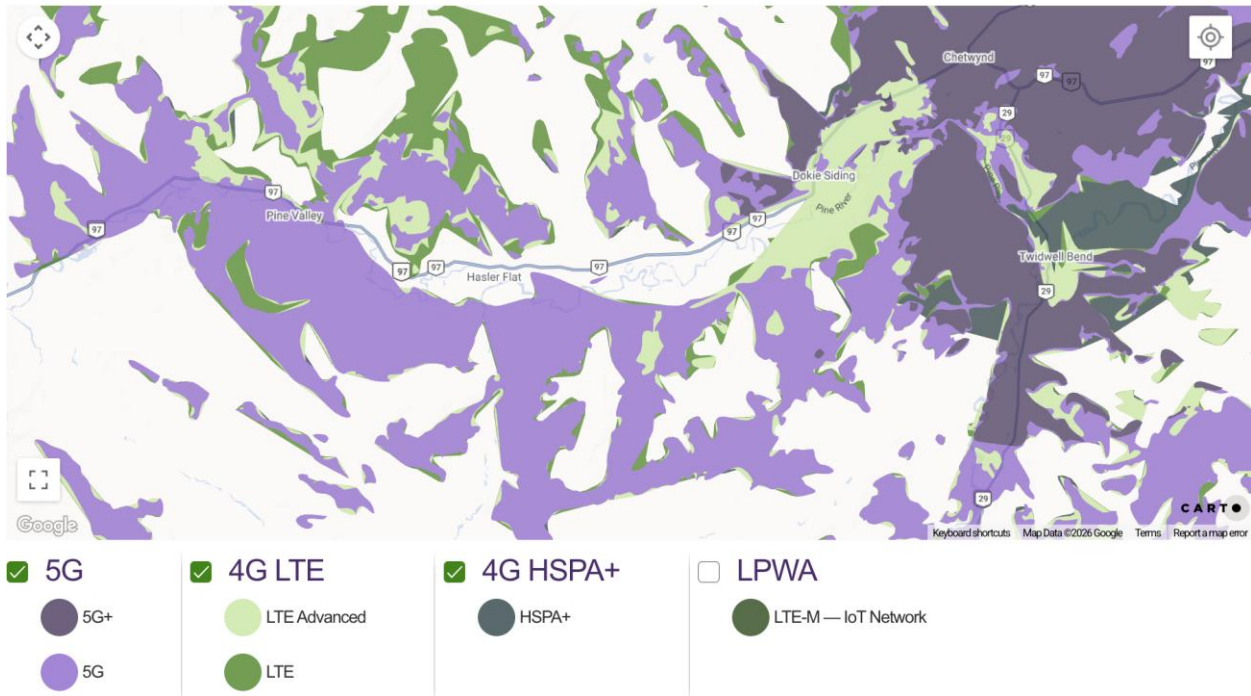 Chetwynd
97
97
97
29
Dokie Siding
Pine River
97
Pine Valley
97
97
97
97
Hasler Flat
97
97
Twidwell Bend
29
29
Google
CARTO
Keyboard shortcuts Map Data ©2026 Google Terms Report a map error
5G 4G LTE 4G HSPA+ LPWA
5G+ LTE Advanced HSPA+ LTE-M — IoT Network
5G LTE